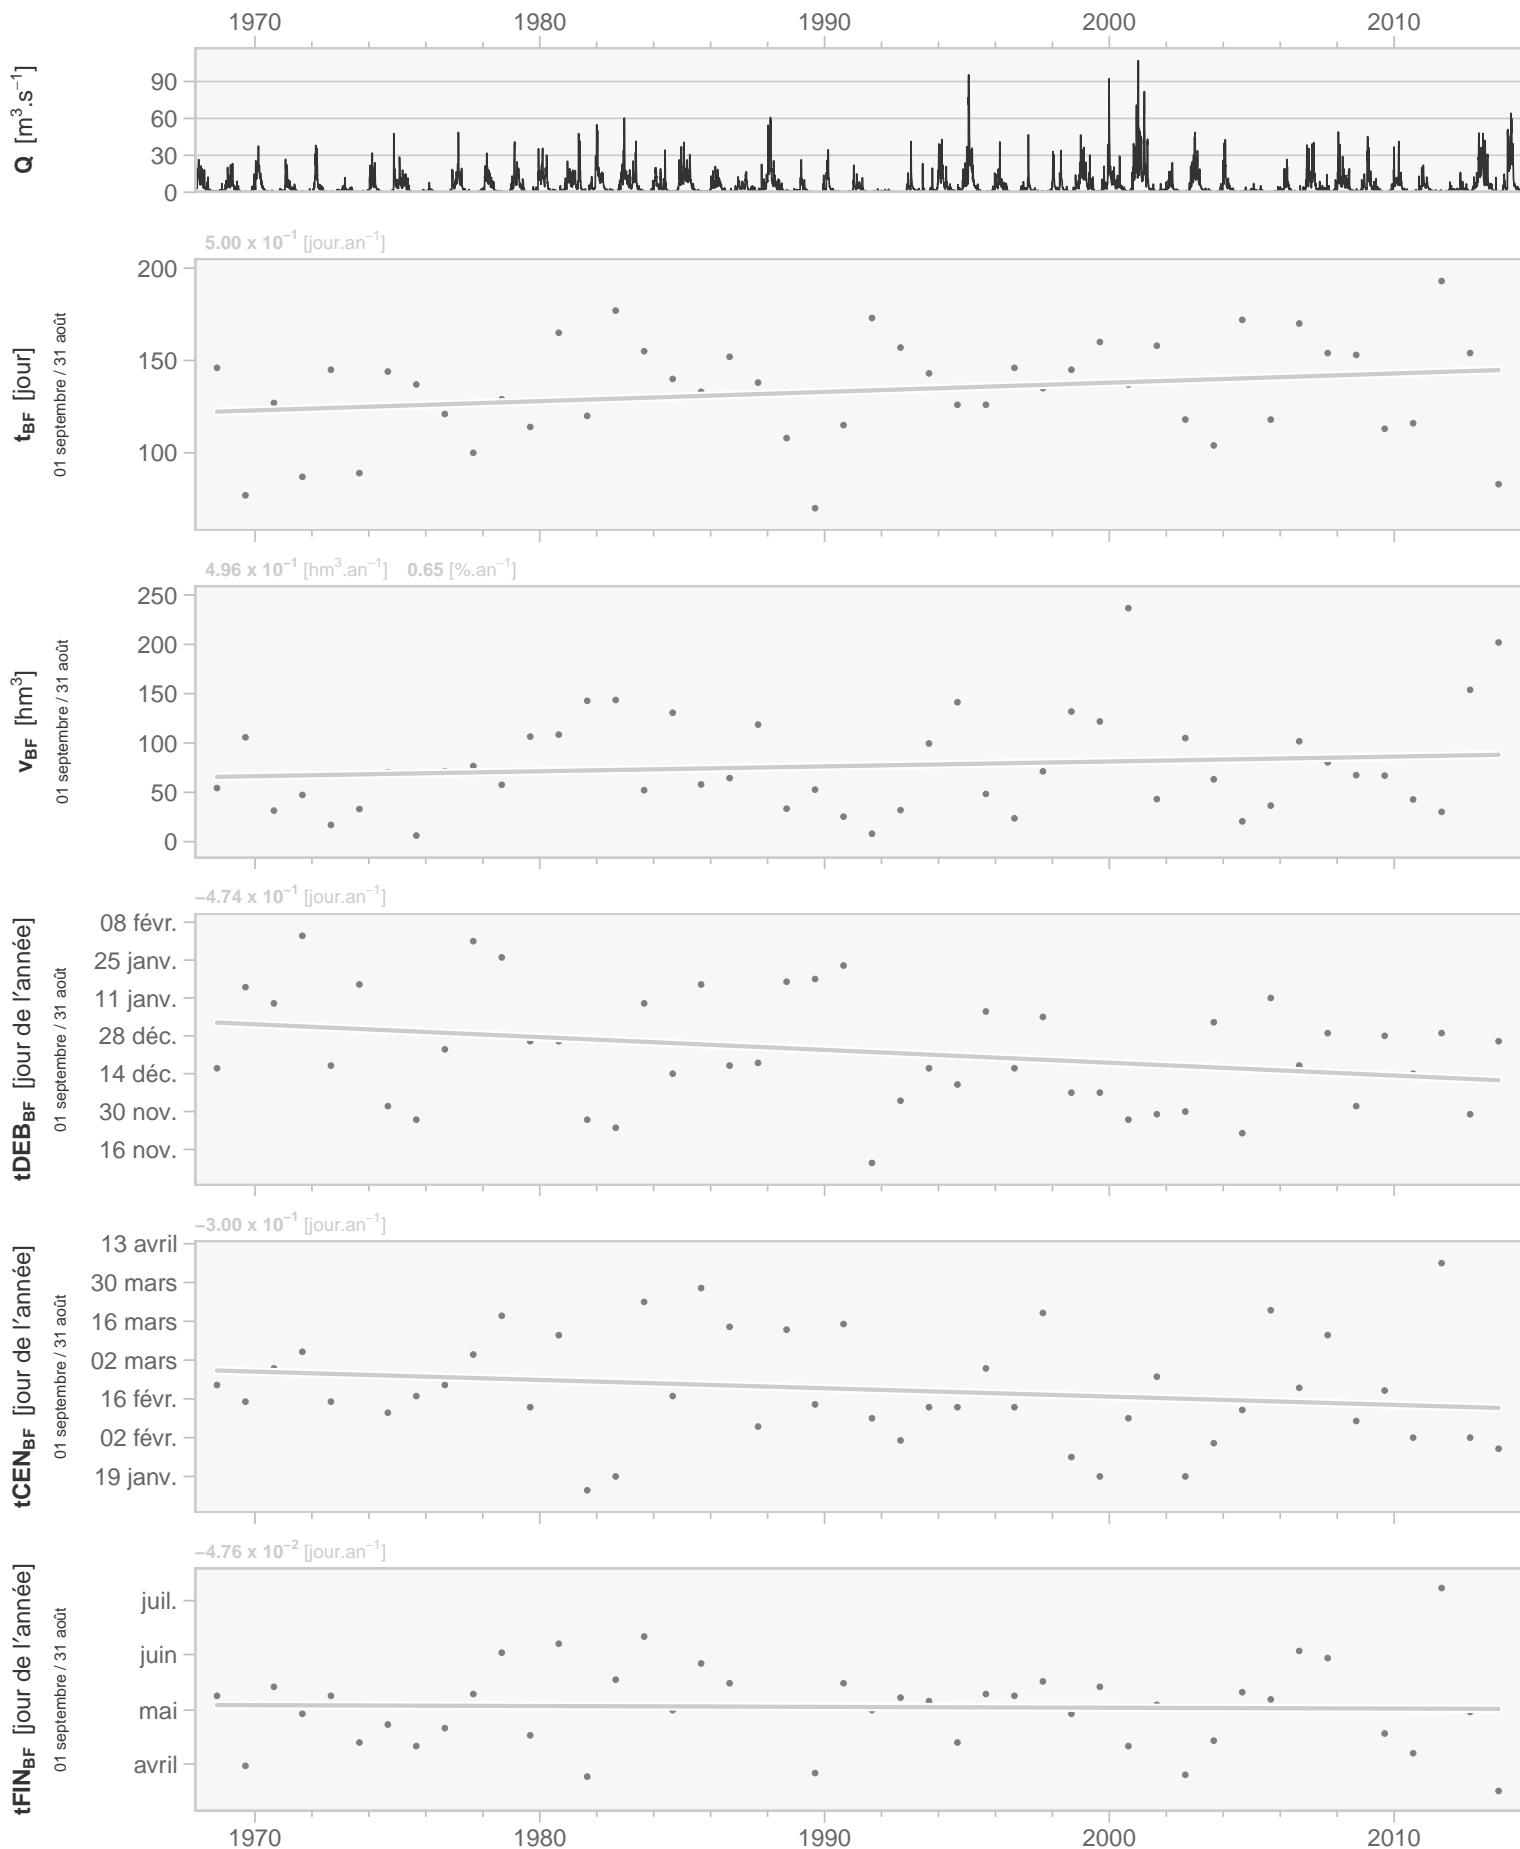 1970 1980 1990 2000 2010
Q [m³.s⁻¹]
90
60
30
0
5.00 x 10⁻¹ [jour.an⁻¹]
t_BF [jour]
01 septembre / 31 août
200
150
100
4.96 x 10⁻¹ [hm³.an⁻¹] 0.65 [%.an⁻¹]
v_BF [hm³]
01 septembre / 31 août
250
200
150
100
50
0
−4.74 x 10⁻¹ [jour.an⁻¹]
tDEB_BF [jour de l'année]
01 septembre / 31 août
08 févr.
25 janv.
11 janv.
28 déc.
14 déc.
30 nov.
16 nov.
−3.00 x 10⁻¹ [jour.an⁻¹]
tCEN_BF [jour de l'année]
01 septembre / 31 août
13 avril
30 mars
16 mars
02 mars
16 févr.
02 févr.
19 janv.
−4.76 x 10⁻² [jour.an⁻¹]
tFIN_BF [jour de l'année]
01 septembre / 31 août
juil.
juin
mai
avril
1970 1980 1990 2000 2010